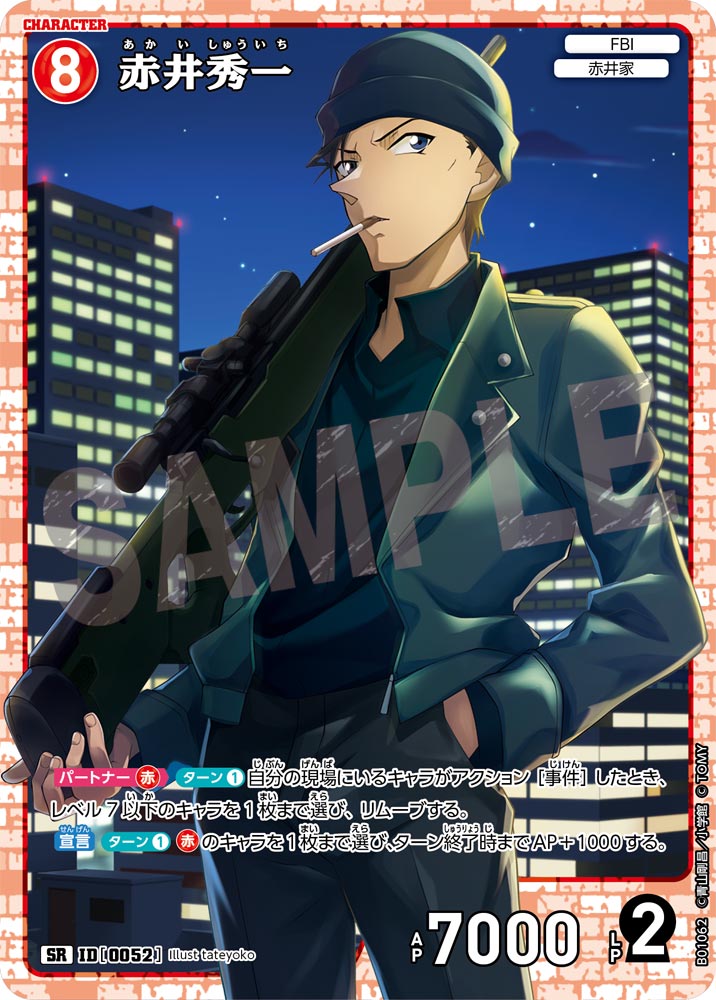 CHARACTER
8
あかいしゅういち
赤井秀一
FBI
赤井家
SAMPLE
パートナー 赤 ターン1 自分の現場にいるキャラがアクション[事件]したとき、
レベル7以下のキャラを1枚まで選び、リムーブする。
宣言 ターン1 赤のキャラを1枚まで選び、ターン終了時までAP+1000する。
SR ID[0052] Illust tateyoko
AP 7000
LP 2
B01062 ©青山剛昌/小学館 ©TOMY